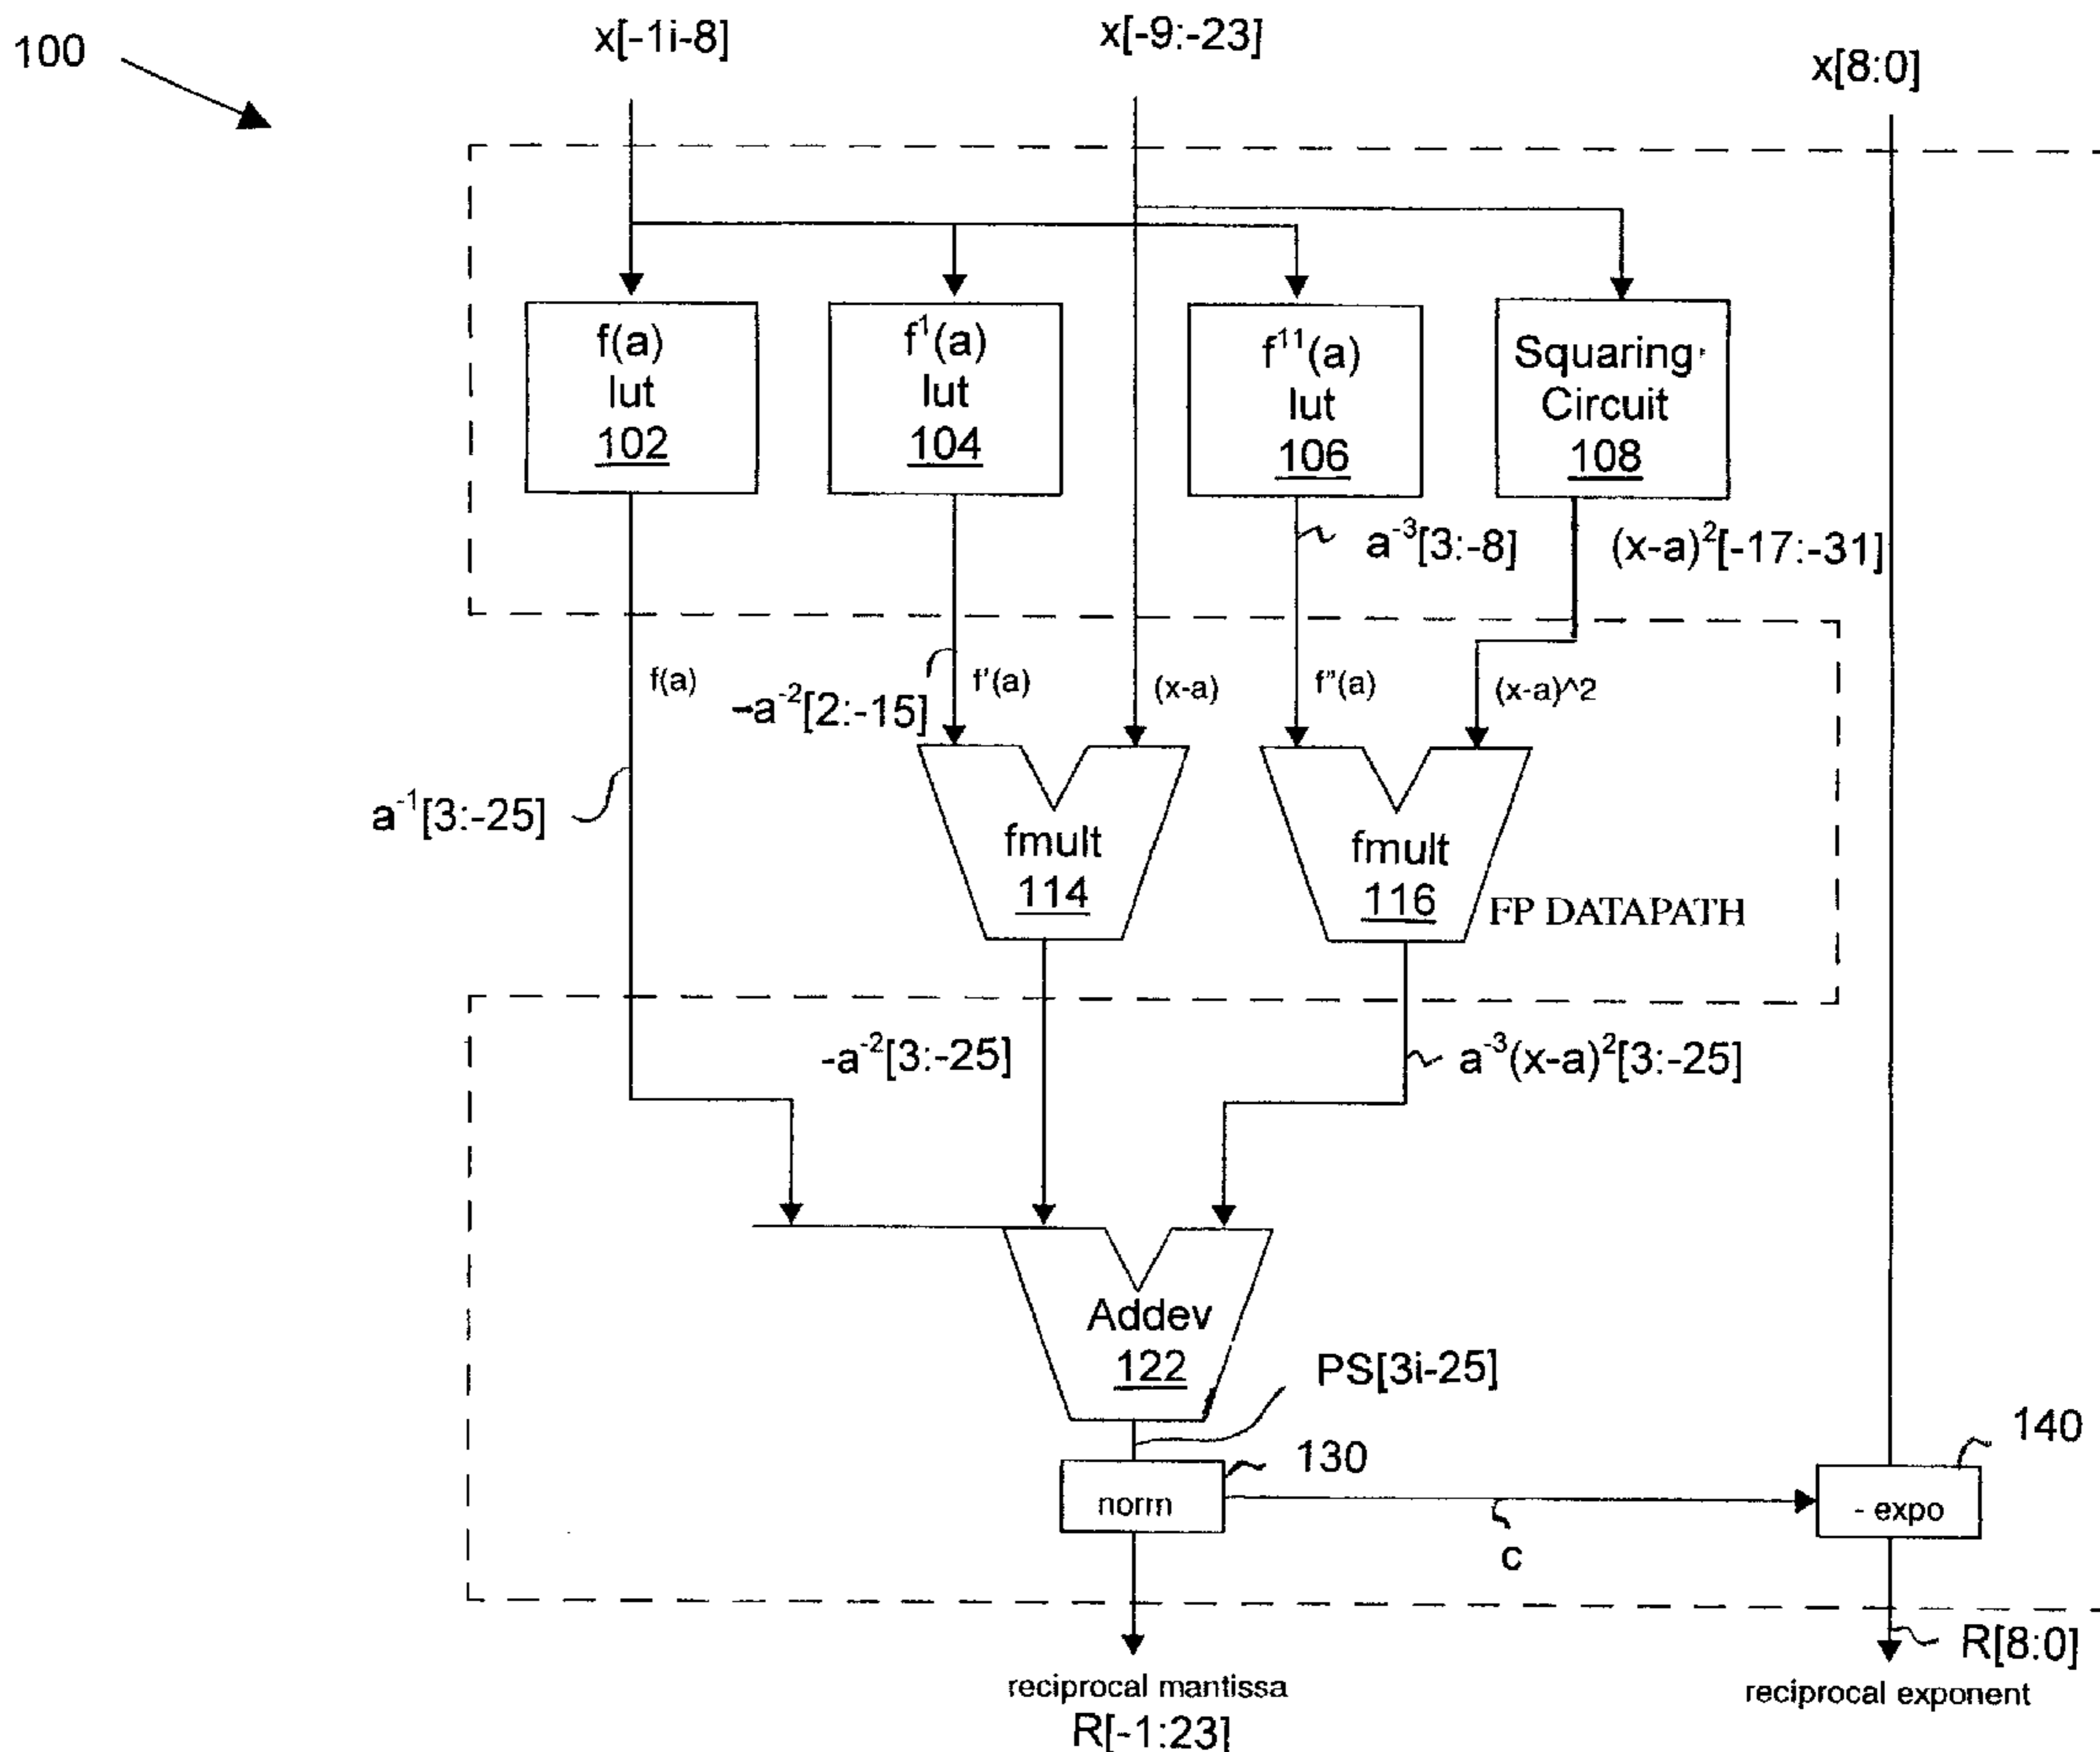 100
x[-1i-8]
x[-9:-23]
x[8:0]
f(a)
lut
102
f¹(a)
lut
104
f¹¹(a)
lut
106
Squaring
Circuit
108
a⁻³[3:-8]
(x-a)²[-17:-31]
f(a)
-a⁻²[2:-15]
f'(a)
(x-a)
f"(a)
(x-a)^2
a⁻¹[3:-25]
fmult
114
fmult
116
FP DATAPATH
-a⁻²[3:-25]
a⁻³(x-a)²[3:-25]
Addev
122
PS[3i-25]
130
140
norm
- expo
c
R[8:0]
reciprocal mantissa
R[-1:23]
reciprocal exponent